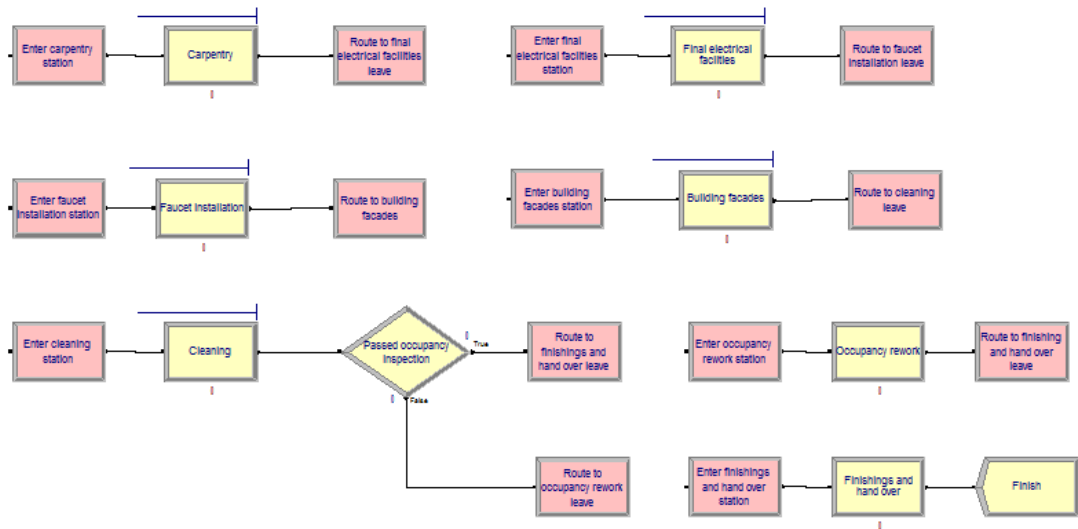 Enter carpentry
station
Carpentry
Route to final
electrical facilities
leave
Enter final
electrical facilities
station
Final electrical
facilities
Route to faucet
installation leave
Enter faucet
installation station
Faucet installation
Route to building
facades
Enter building
facades station
Building facades
Route to cleaning
leave
Enter cleaning
station
Cleaning
Passed occupancy
inspection
True
False
Route to
finishings and
hand over leave
Enter occupancy
rework station
Occupancy rework
Route to finishing
and hand over
leave
Route to
occupancy rework
leave
Enter finishings
and hand over
station
Finishings and
hand over
Finish